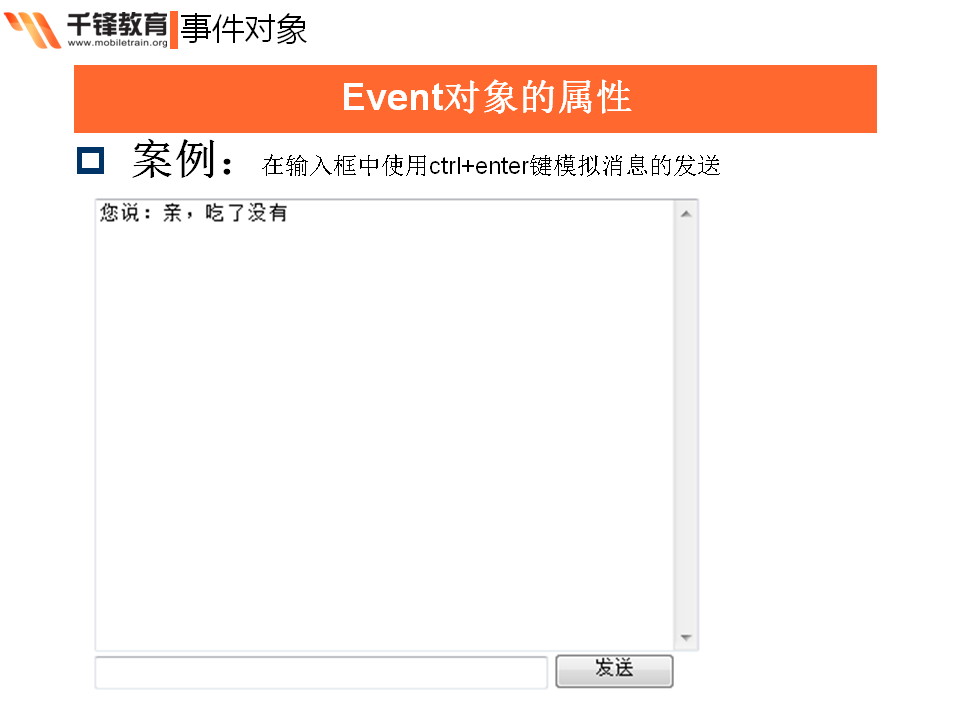 千锋教育 事件对象
www.mobiletrain.org
Event对象的属性
案例：在输入框中使用ctrl+enter键模拟消息的发送
您说：亲，吃了没有
发送